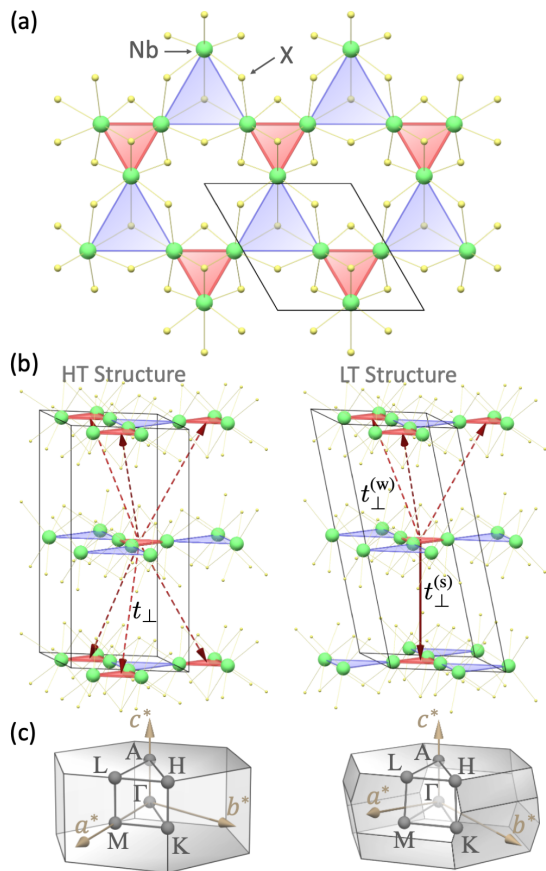 (a)
Nb
X
(b)
HT Structure
LT Structure
t⊥
t⊥^(w)
t⊥^(s)
(c)
c*
A
L
H
Γ
a*
b*
M
K
c*
A
L
H
Γ
a*
b*
M
K